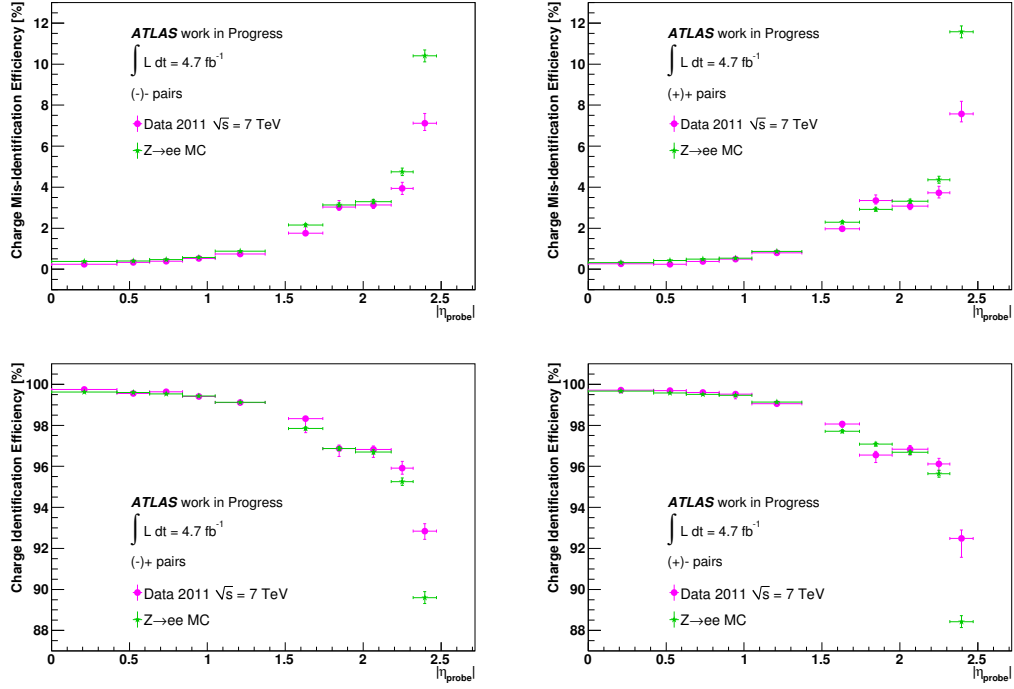 Charge Mis-Identification Efficiency [%]
12
10
8
6
4
2
0
ATLAS work in Progress
∫ L dt = 4.7 fb⁻¹
(-)- pairs
Data 2011 √s = 7 TeV
Z→ee MC
0 0.5 1 1.5 2 2.5
|η_probe|
Charge Mis-Identification Efficiency [%]
12
10
8
6
4
2
0
ATLAS work in Progress
∫ L dt = 4.7 fb⁻¹
(+)+ pairs
Data 2011 √s = 7 TeV
Z→ee MC
0 0.5 1 1.5 2 2.5
|η_probe|
Charge Identification Efficiency [%]
100
98
96
94
92
90
88
ATLAS work in Progress
∫ L dt = 4.7 fb⁻¹
(-)+ pairs
Data 2011 √s = 7 TeV
Z→ee MC
0 0.5 1 1.5 2 2.5
|η_probe|
Charge Identification Efficiency [%]
100
98
96
94
92
90
88
ATLAS work in Progress
∫ L dt = 4.7 fb⁻¹
(+)- pairs
Data 2011 √s = 7 TeV
Z→ee MC
0 0.5 1 1.5 2 2.5
|η_probe|